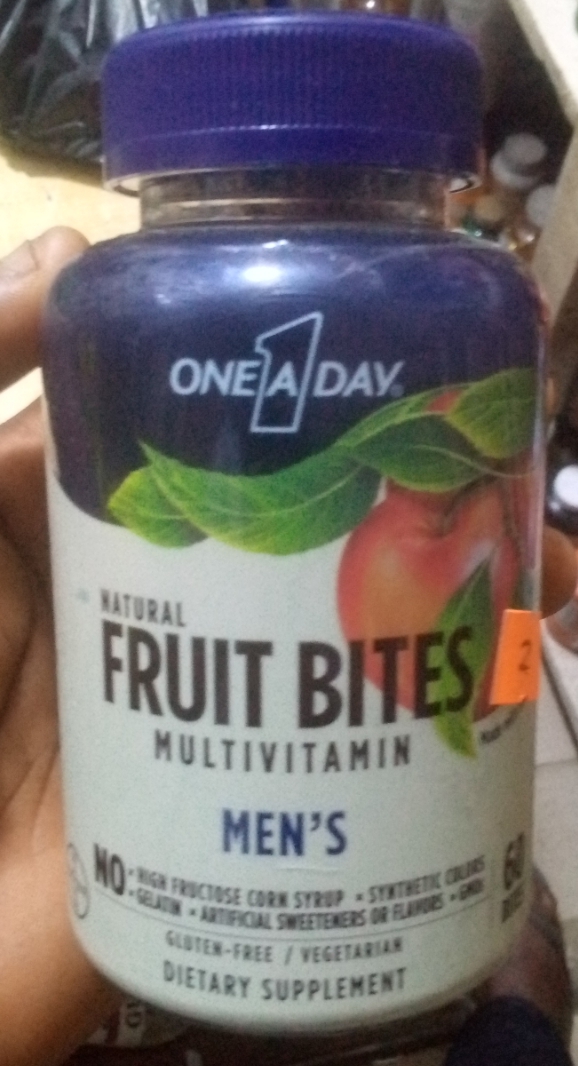 ONE A DAY®
NATURAL
FRUIT BITES
2
MULTIVITAMIN
MEN'S
NO • HIGH FRUCTOSE CORN SYRUP • SYNTHETIC COLORS
• GELATIN • ARTIFICIAL SWEETENERS OR FLAVORS • GMOs
60
BITES
GLUTEN-FREE / VEGETARIAN
DIETARY SUPPLEMENT